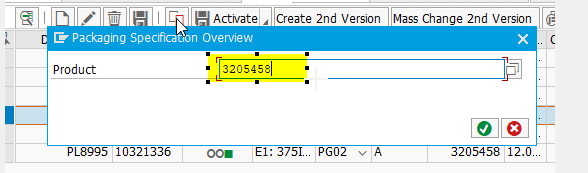 Activate Create 2nd Version Mass Change 2nd Version
Packaging Specification Overview
Product 3205458
PL8995 10321336 E1: 375I... PG02 A 3205458 12.0...